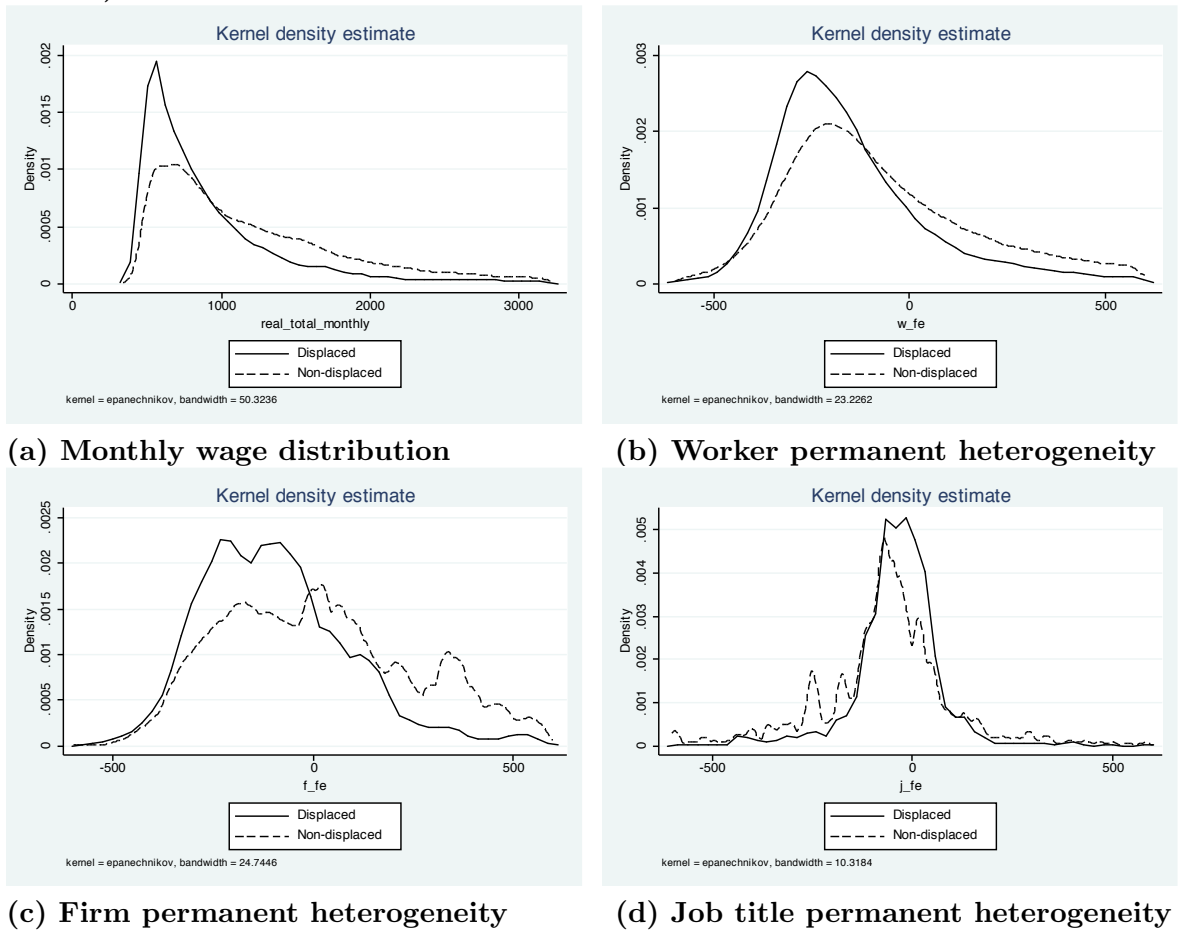 Kernel density estimate
Density
0
.0005
.001
.0015
.002
0
1000
2000
3000
real_total_monthly
Displaced
Non-displaced
kernel = epanechnikov, bandwidth = 50.3236
(a) Monthly wage distribution
Kernel density estimate
Density
0
.001
.002
.003
-500
0
500
w_fe
Displaced
Non-displaced
kernel = epanechnikov, bandwidth = 23.2262
(b) Worker permanent heterogeneity
Kernel density estimate
Density
0
.0005
.001
.0015
.002
.0025
-500
0
500
f_fe
Displaced
Non-displaced
kernel = epanechnikov, bandwidth = 24.7446
(c) Firm permanent heterogeneity
Kernel density estimate
Density
0
.001
.002
.003
.004
.005
-500
0
500
j_fe
Displaced
Non-displaced
kernel = epanechnikov, bandwidth = 10.3184
(d) Job title permanent heterogeneity